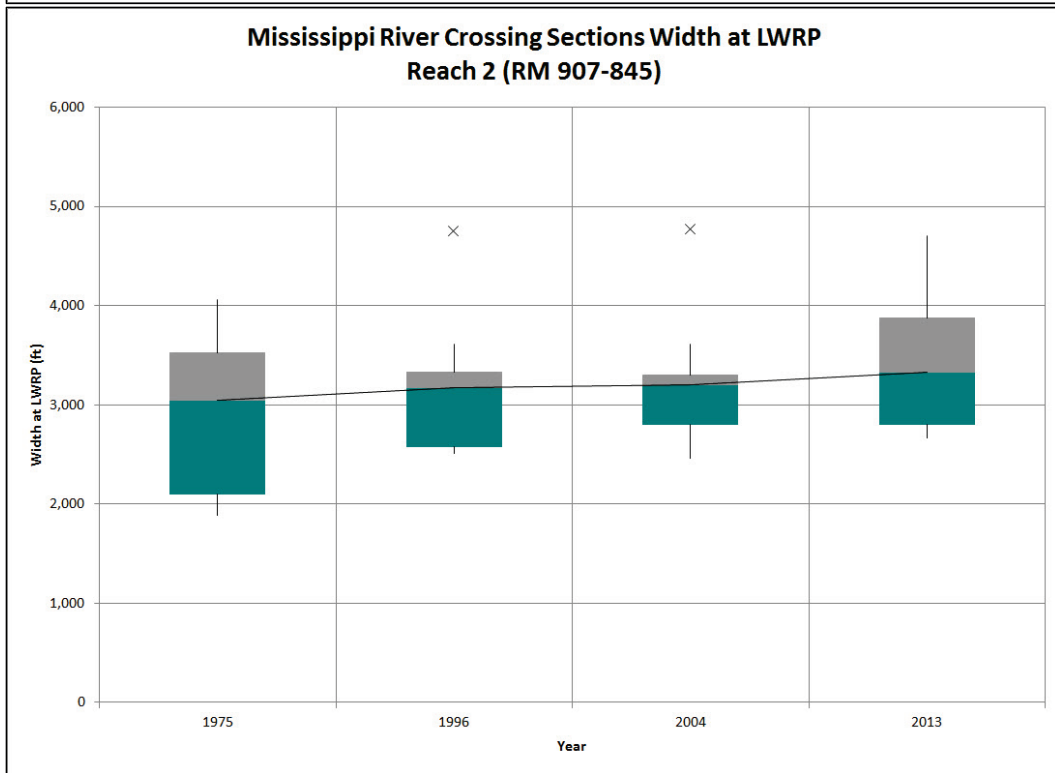 Mississippi River Crossing Sections Width at LWRP
Reach 2 (RM 907-845)
6,000
5,000
4,000
3,000
2,000
1,000
0
Width at LWRP (ft)
1975
1996
2004
2013
Year